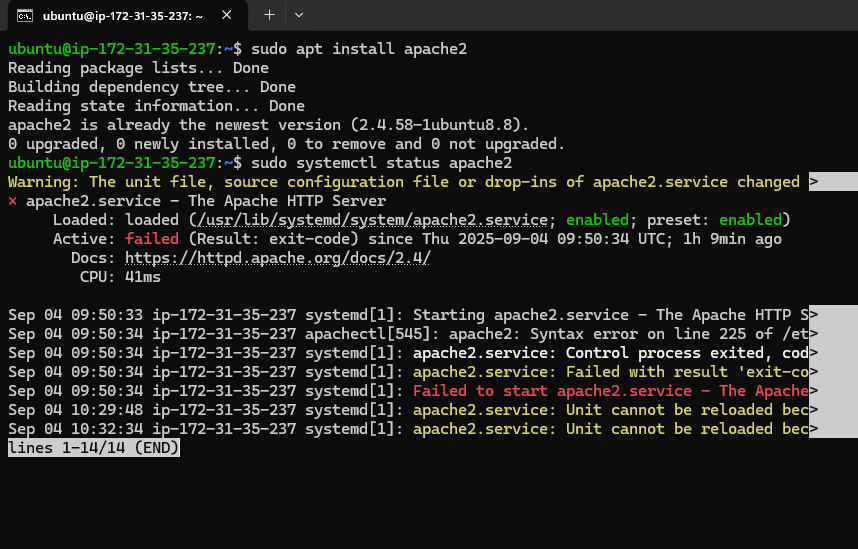 ubuntu@ip-172-31-35-237: ~
ubuntu@ip-172-31-35-237:~$ sudo apt install apache2
Reading package lists... Done
Building dependency tree... Done
Reading state information... Done
apache2 is already the newest version (2.4.58-1ubuntu8.8).
0 upgraded, 0 newly installed, 0 to remove and 0 not upgraded.
ubuntu@ip-172-31-35-237:~$ sudo systemctl status apache2
Warning: The unit file, source configuration file or drop-ins of apache2.service changed >
× apache2.service - The Apache HTTP Server
Loaded: loaded (/usr/lib/systemd/system/apache2.service; enabled; preset: enabled)
Active: failed (Result: exit-code) since Thu 2025-09-04 09:50:34 UTC; 1h 9min ago
Docs: https://httpd.apache.org/docs/2.4/
CPU: 41ms
Sep 04 09:50:33 ip-172-31-35-237 systemd[1]: Starting apache2.service - The Apache HTTP S>
Sep 04 09:50:34 ip-172-31-35-237 apachectl[545]: apache2: Syntax error on line 225 of /et>
Sep 04 09:50:34 ip-172-31-35-237 systemd[1]: apache2.service: Control process exited, cod>
Sep 04 09:50:34 ip-172-31-35-237 systemd[1]: apache2.service: Failed with result 'exit-co>
Sep 04 09:50:34 ip-172-31-35-237 systemd[1]: Failed to start apache2.service - The Apache>
Sep 04 10:29:48 ip-172-31-35-237 systemd[1]: apache2.service: Unit cannot be reloaded bec>
Sep 04 10:32:34 ip-172-31-35-237 systemd[1]: apache2.service: Unit cannot be reloaded bec>
lines 1-14/14 (END)